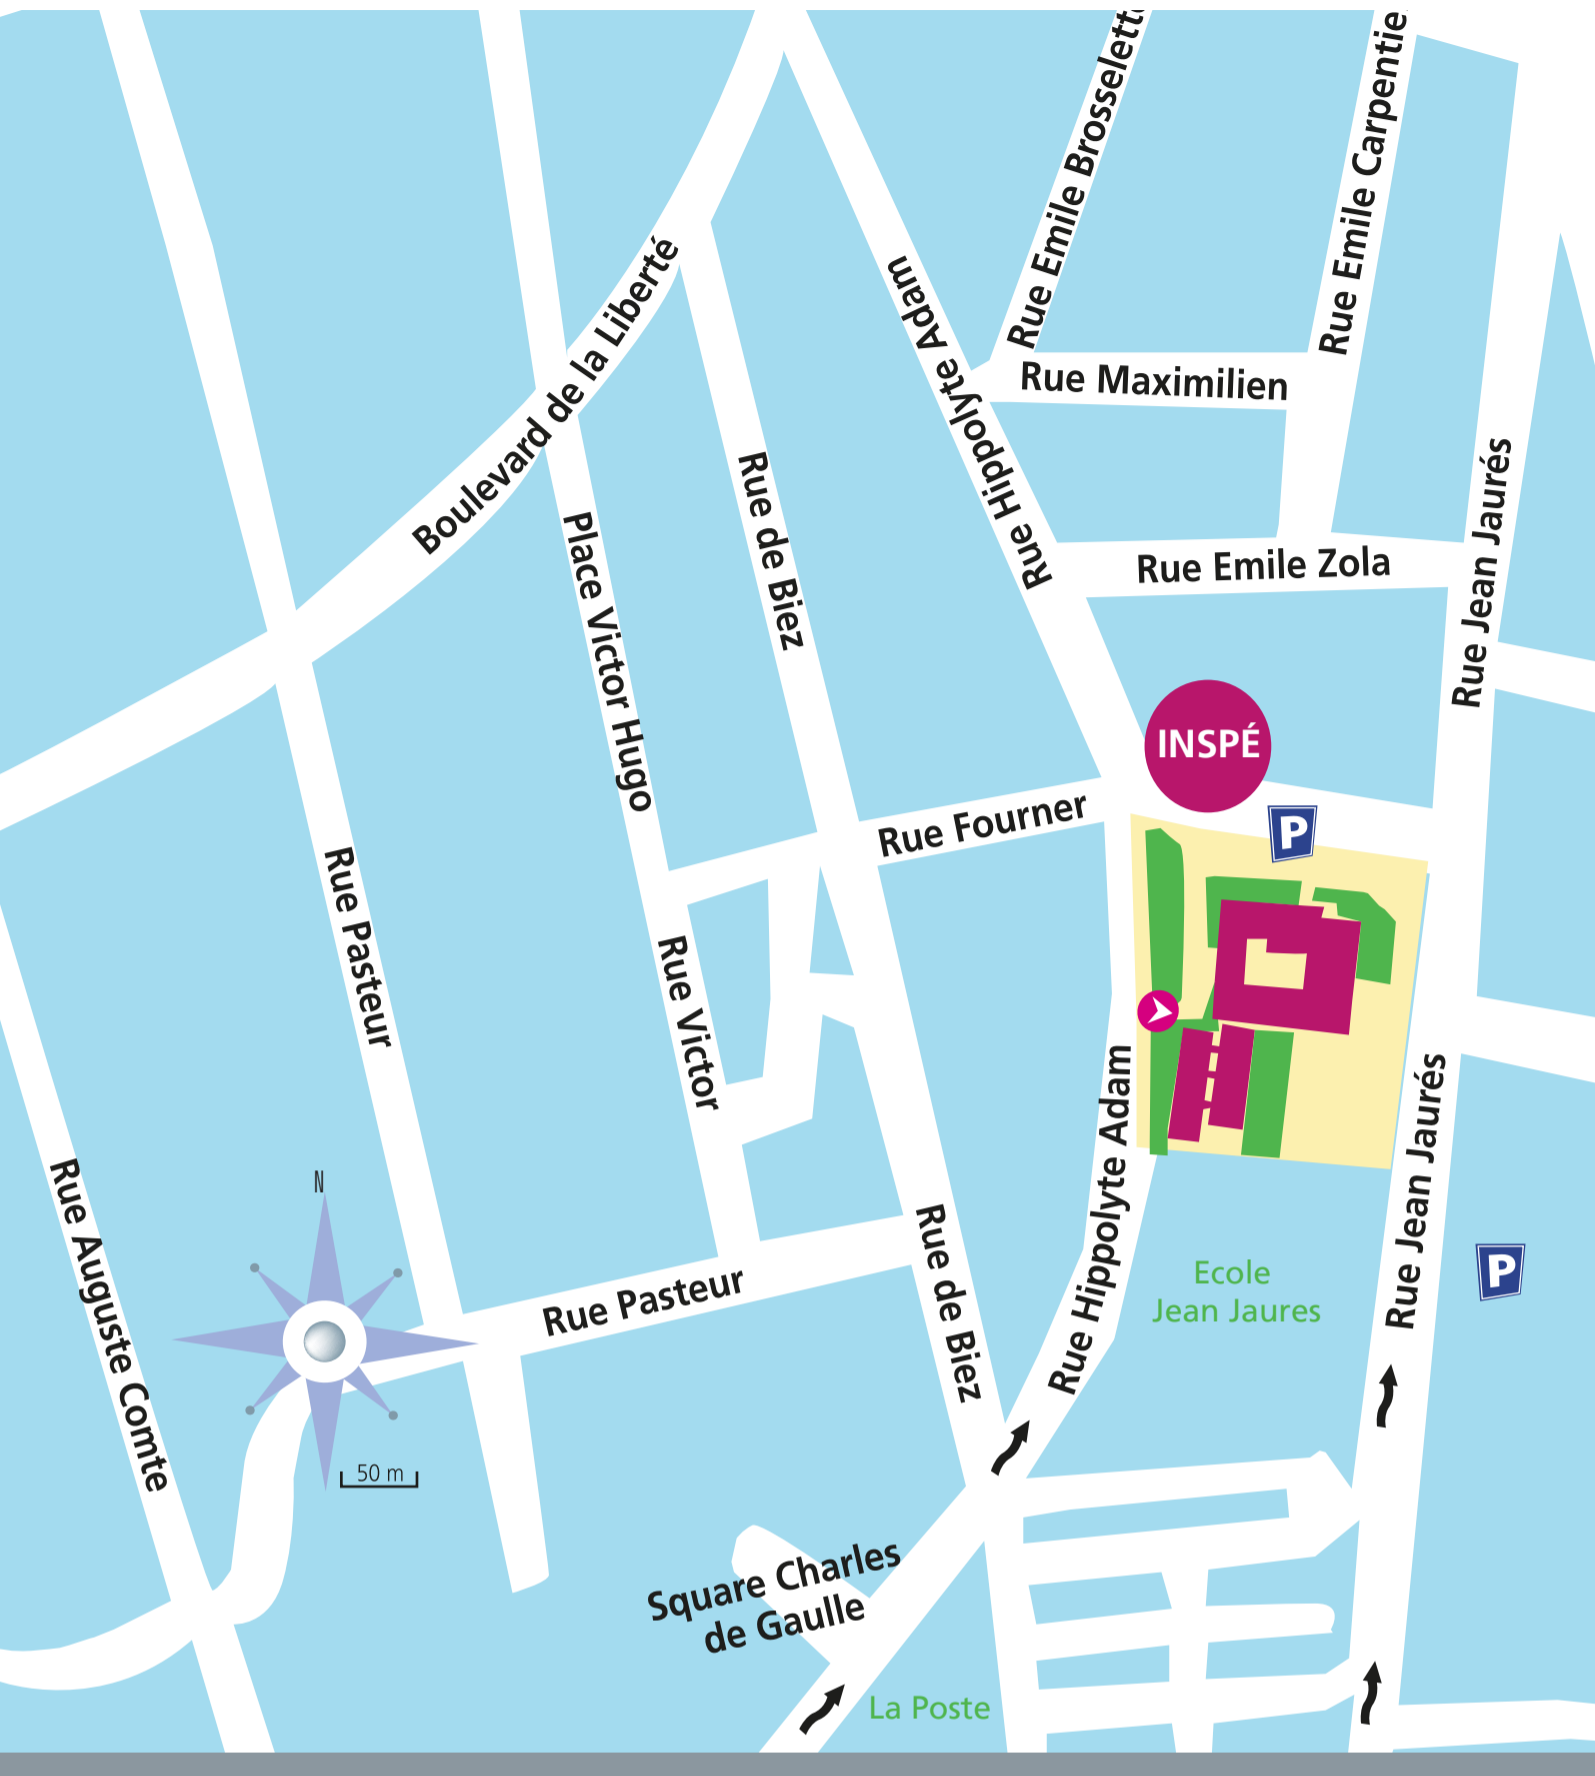 Rue Emile Brosselette
Rue Emile Carpentie
Boulevard de la Liberté
Rue Hippolyte Adam
Rue Maximilien
Rue de Biez
Rue Jean Jaurés
Place Victor Hugo
Rue Emile Zola
INSPÉ
Rue Fourner
P
Rue Pasteur
Rue Victor
Rue Hippolyte Adam
Rue Jean Jaurés
Rue Auguste Comte
N
Rue de Biez
Rue Pasteur
Ecole
Jean Jaures
P
50 m
Square Charles
de Gaulle
La Poste